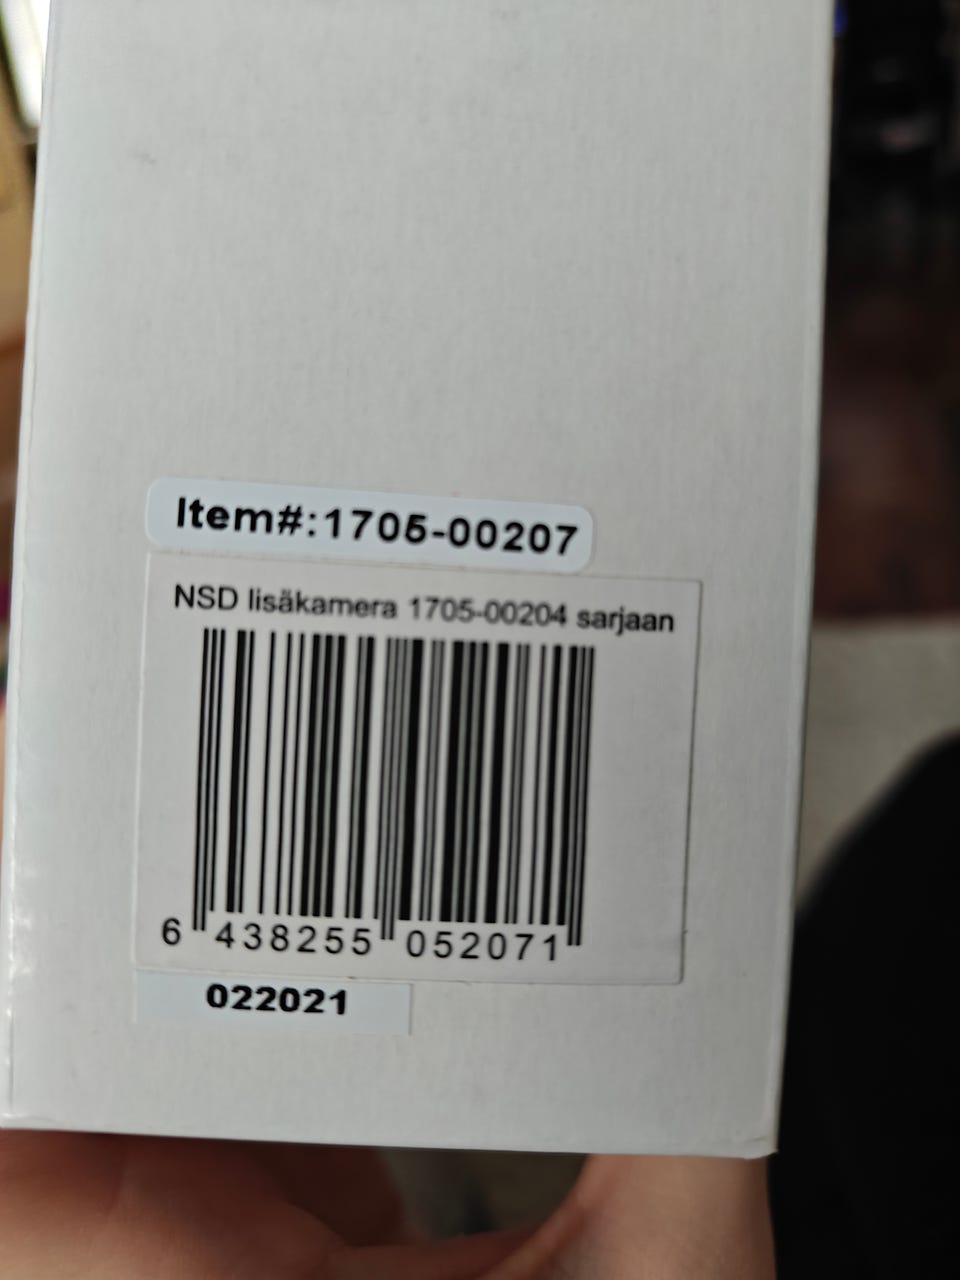 Item#:1705-00207
NSD lisäkamera 1705-00204 sarjaan
6 438255 052071
022021